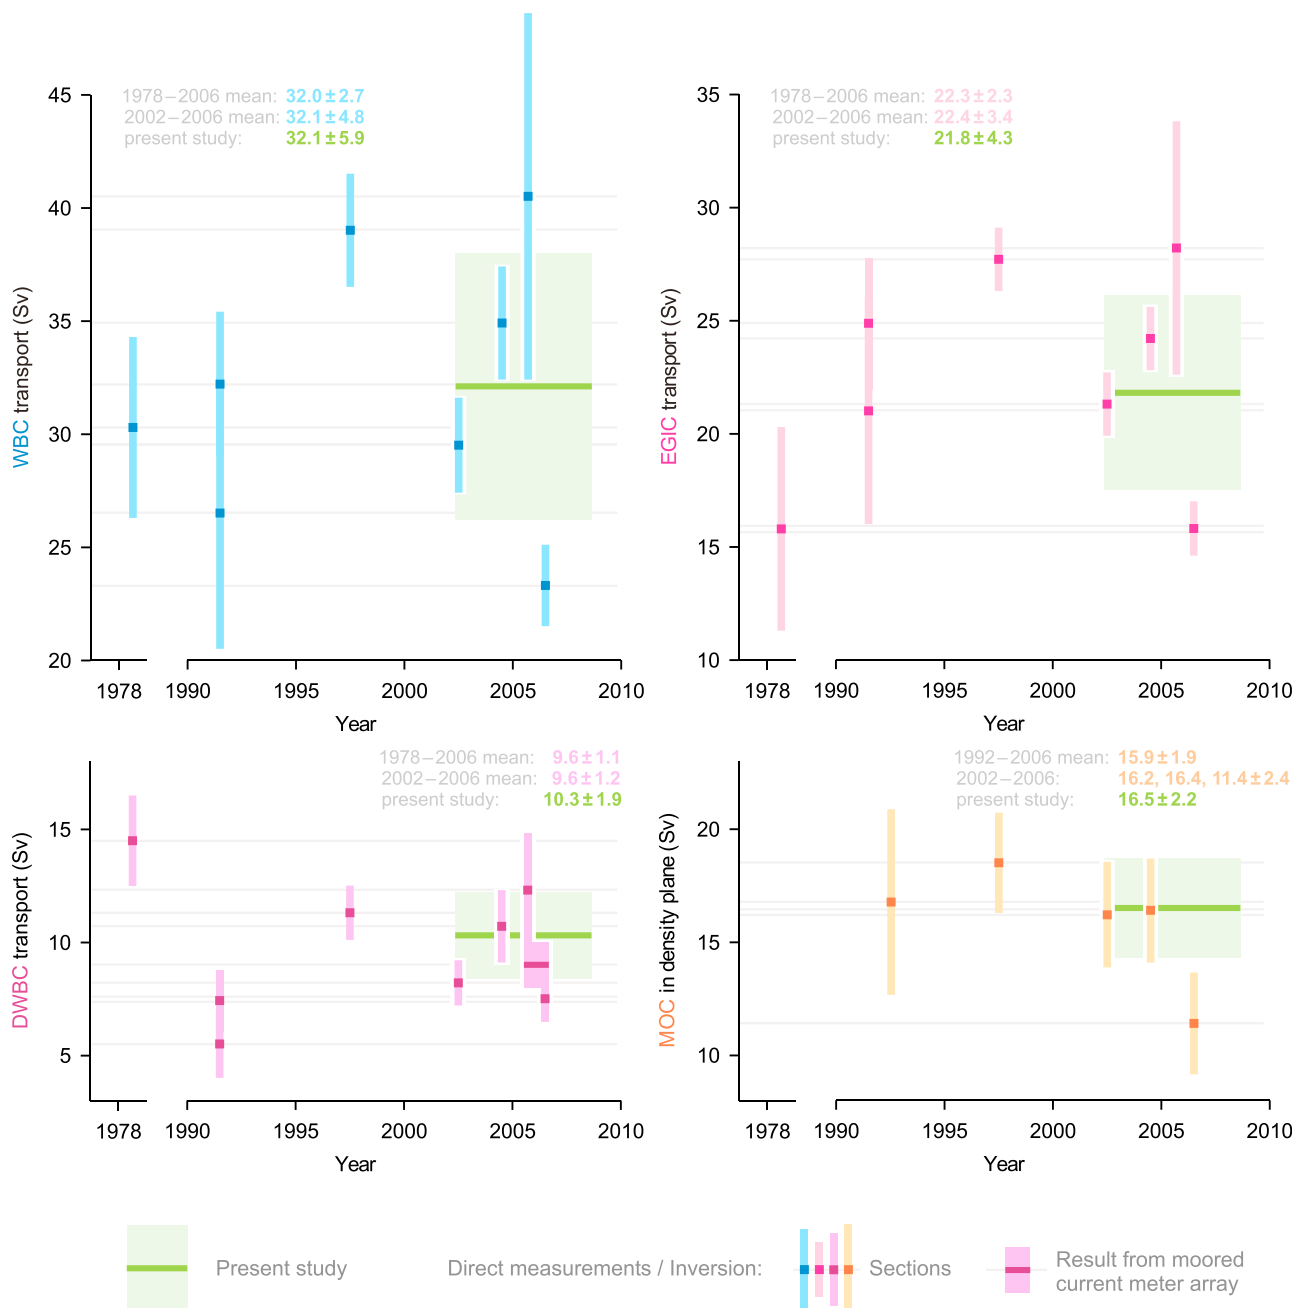 1978–2006 mean: 32.0±2.7
2002–2006 mean: 32.1±4.8
present study: 32.1±5.9
45
40
35
30
25
20
WBC transport (Sv)
1978 1990 1995 2000 2005 2010
Year
1978–2006 mean: 22.3±2.3
2002–2006 mean: 22.4±3.4
present study: 21.8±4.3
35
30
25
20
15
10
EGIC transport (Sv)
1978 1990 1995 2000 2005 2010
Year
1978–2006 mean: 9.6±1.1
2002–2006 mean: 9.6±1.2
present study: 10.3±1.9
15
10
5
DWBC transport (Sv)
1978 1990 1995 2000 2005 2010
Year
1992–2006 mean: 15.9±1.9
2002–2006: 16.2, 16.4, 11.4±2.4
present study: 16.5±2.2
20
15
10
MOC in density plane (Sv)
1978 1990 1995 2000 2005 2010
Year
Present study
Direct measurements / Inversion:
Sections
Result from moored
current meter array